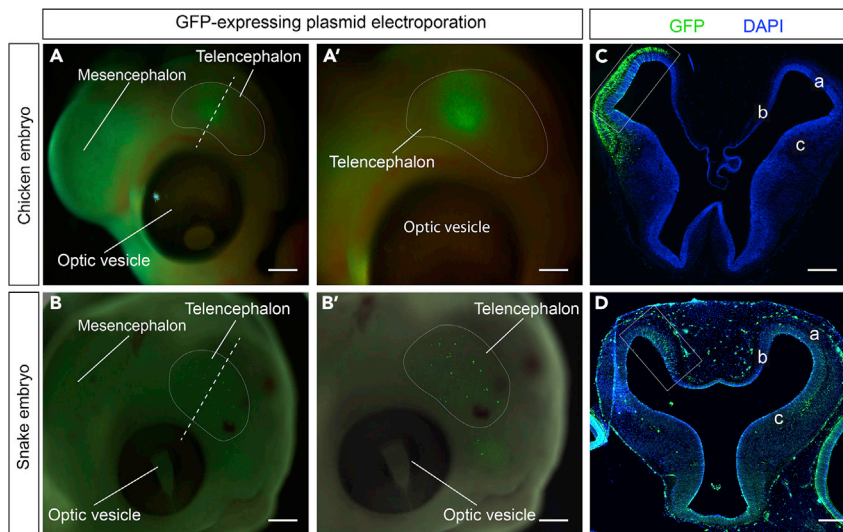 GFP-expressing plasmid electroporation
GFP DAPI
Chicken embryo
A
Mesencephalon
Telencephalon
Optic vesicle
A'
Telencephalon
Optic vesicle
C
a
b
c
Snake embryo
B
Mesencephalon
Telencephalon
Optic vesicle
B'
Telencephalon
Optic vesicle
D
a
b
c